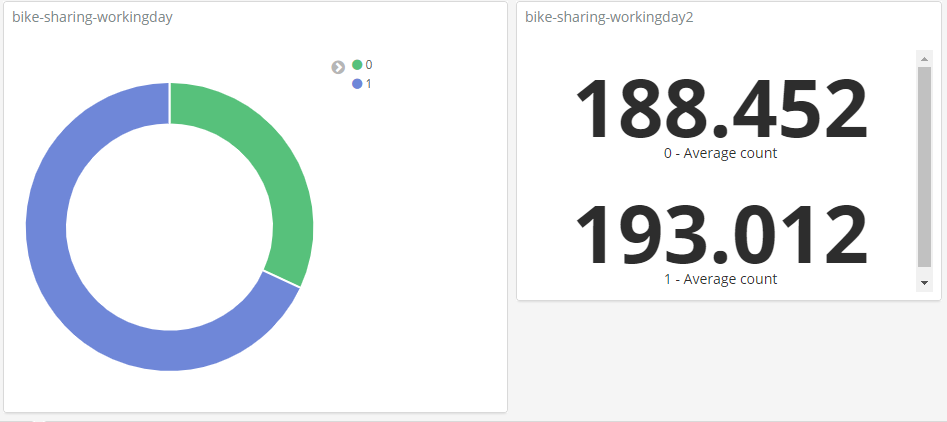 bike-sharing-workingday
0
1
bike-sharing-workingday2
188.452
0 - Average count
193.012
1 - Average count